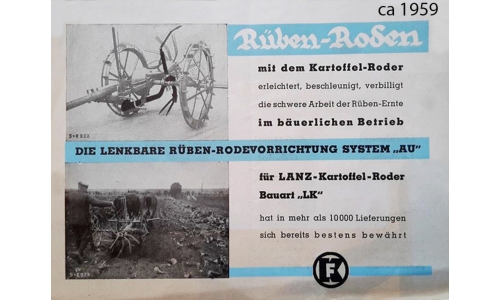 ca 1959
Rüben-Roden
mit dem Kartoffel-Roder
erleichtert, beschleunigt, verbilligt
die schwere Arbeit der Rüben-Ernte
im bäuerlichen Betrieb
DIE LENKBARE RÜBEN-RODEVORRICHTUNG SYSTEM „AU"
für LANZ-Kartoffel-Roder
Bauart „LK"
hat in mehr als 10000 Lieferungen
sich bereits bestens bewährt